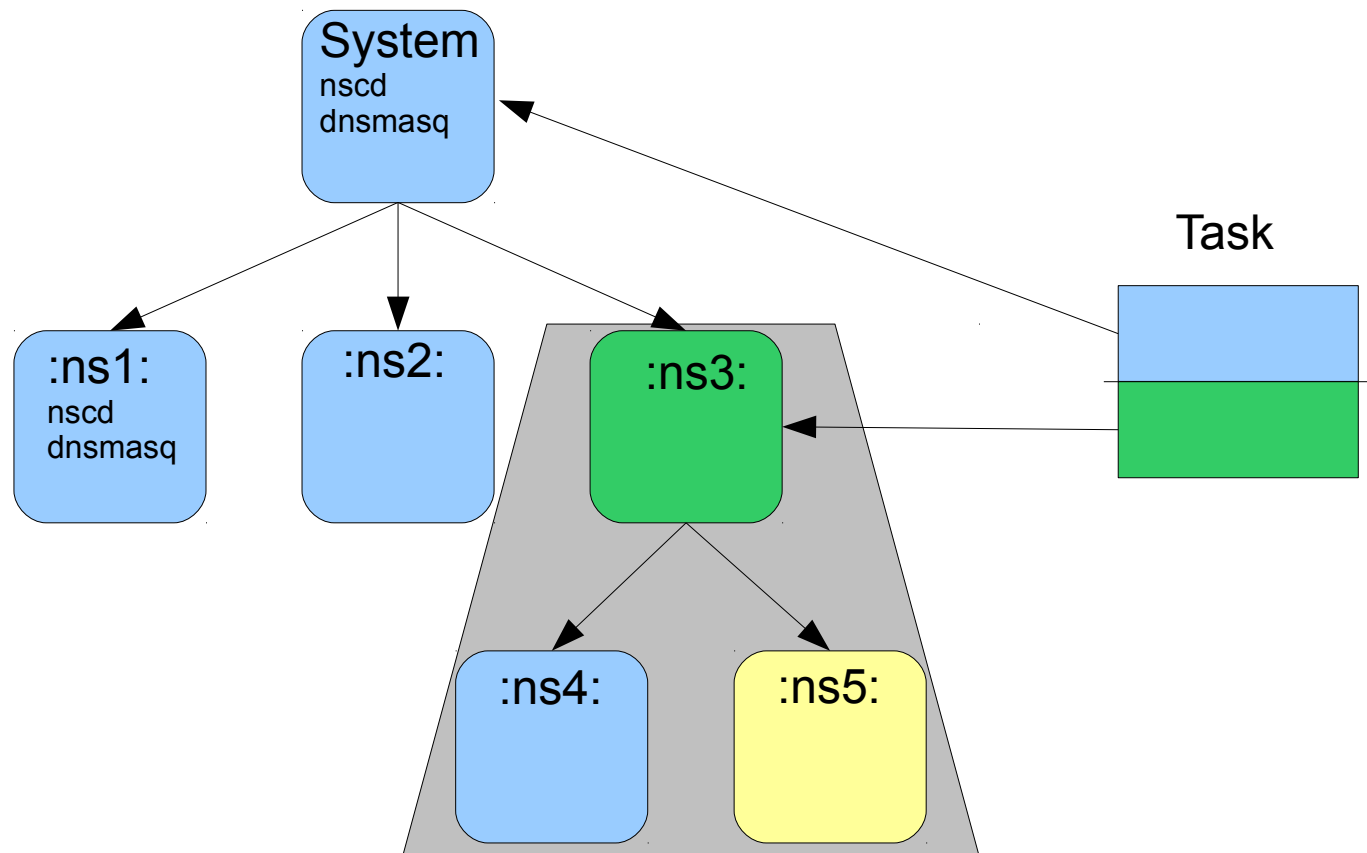 System
nscd
dnsmasq
Task
:ns1:
nscd
dnsmasq
:ns2:
:ns3:
:ns4:
:ns5: